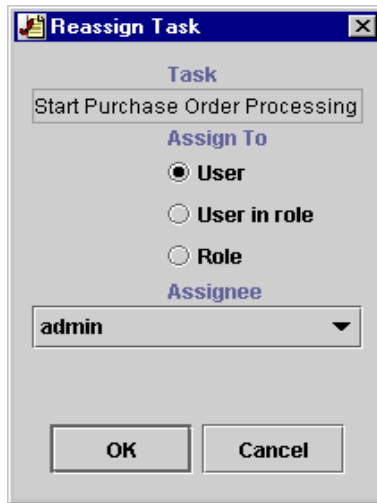 Reassign Task
Task
Start Purchase Order Processing
Assign To
User
User in role
Role
Assignee
admin
OK Cancel